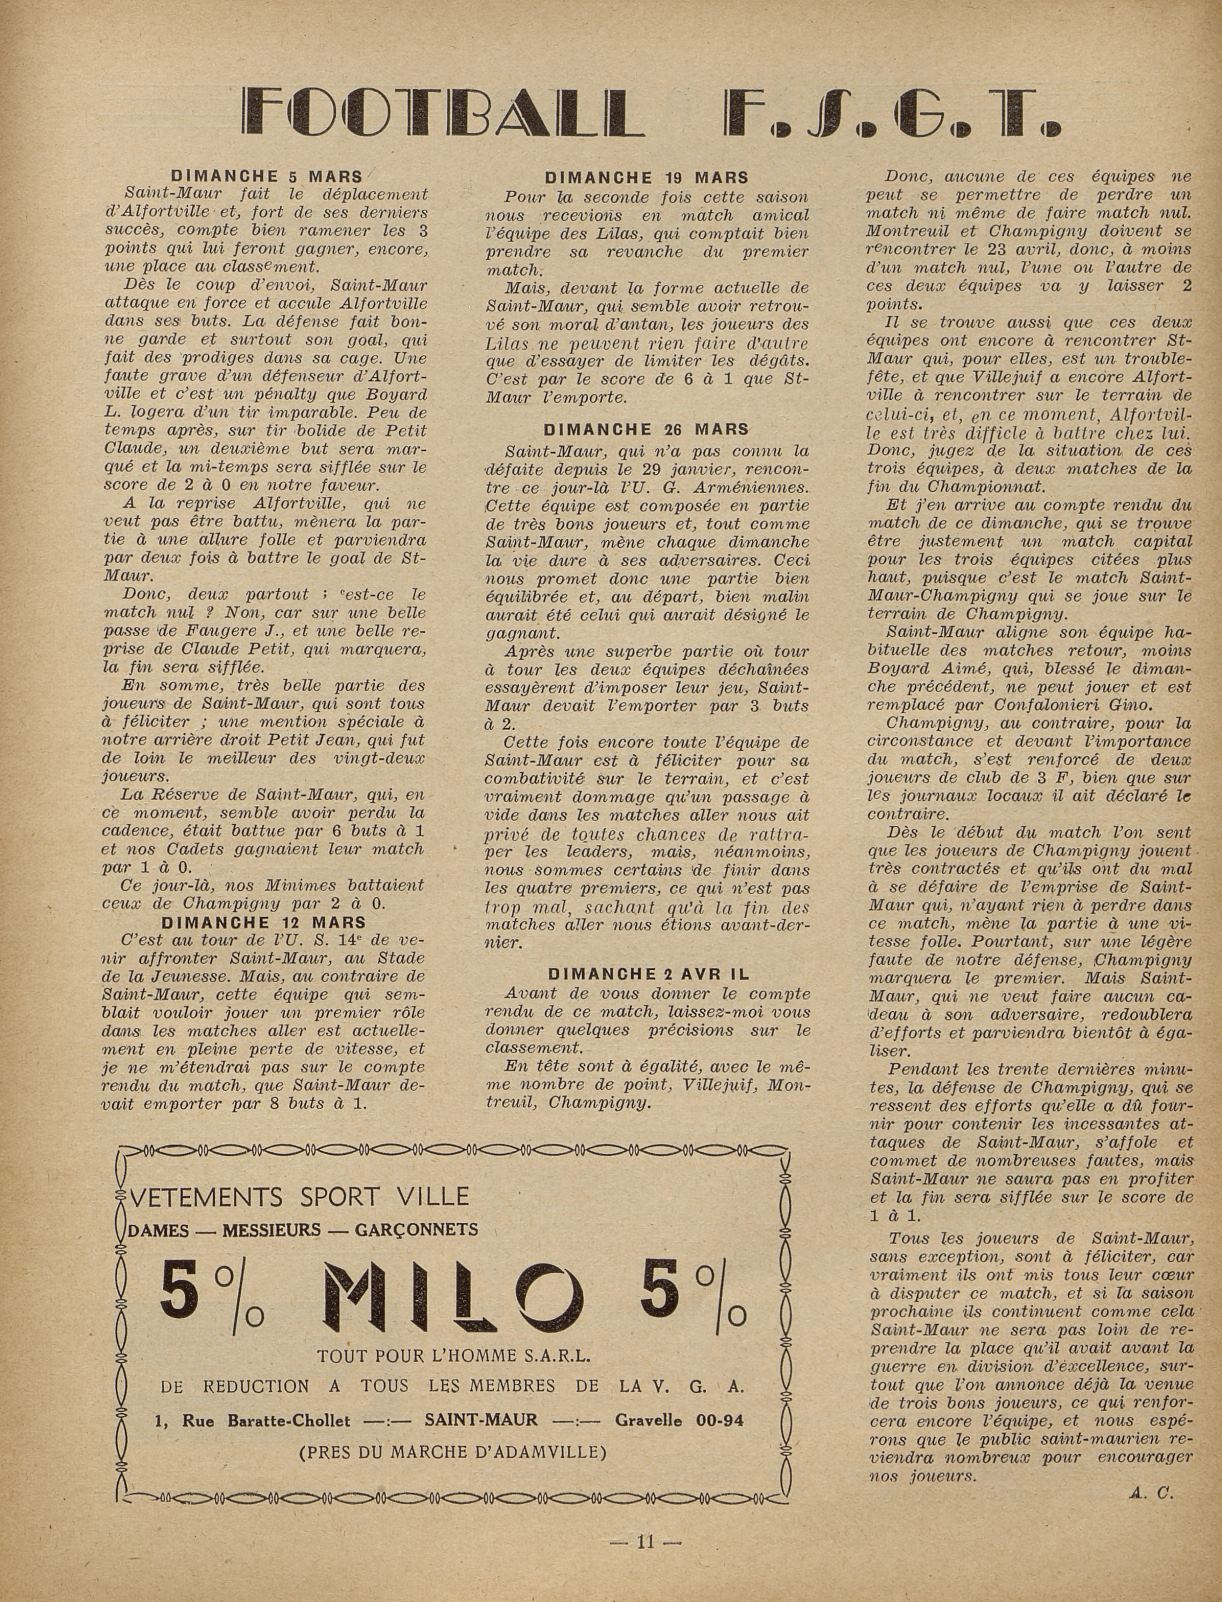 FOOTBALL F.S.G.T.
DIMANCHE 5 MARS
Saint-Maur fait le déplacement
d'Alfortville et, fort de ses derniers
succès, compte bien ramener les 3
points qui lui feront gagner, encore,
une place au classement.
Dès le coup d'envoi, Saint-Maur
attaque en force et accule Alfortville
dans ses buts. La défense fait bon-
ne garde et surtout son goal, qui
fait des prodiges dans sa cage. Une
faute grave d'un défenseur d'Alfort-
ville et c'est un pénalty que Boyard
L. logera d'un tir imparable. Peu de
temps après, sur tir bolide de Petit
Claude, un deuxième but sera mar-
qué et la mi-temps sera sifflée sur le
score de 2 à 0 en notre faveur.
A la reprise Alfortville, qui ne
veut pas être battu, mènera la par-
tie à une allure folle et parviendra
par deux fois à battre le goal de St-
Maur.
Donc, deux partout : est-ce le
match nul ? Non, car sur une belle
passe de Faugere J., et une belle re-
prise de Claude Petit, qui marquera,
la fin sera sifflée.
En somme, très belle partie des
joueurs de Saint-Maur, qui sont tous
à féliciter ; une mention spéciale à
notre arrière droit Petit Jean, qui fut
de loin le meilleur des vingt-deux
joueurs.
La Réserve de Saint-Maur, qui, en
ce moment, semble avoir perdu la
cadence, était battue par 6 buts à 1
et nos Cadets gagnaient leur match
par 1 à 0.
Ce jour-là, nos Minimes battaient
ceux de Champigny par 2 à 0.
DIMANCHE 12 MARS
C'est au tour de l'U. S. 14e de ve-
nir affronter Saint-Maur, au Stade
de la Jeunesse. Mais, au contraire de
Saint-Maur, cette équipe qui sem-
blait vouloir jouer un premier rôle
dans les matches aller est actuelle-
ment en pleine perte de vitesse, et
je ne m'étendrai pas sur le compte
rendu du match, que Saint-Maur de-
vait emporter par 8 buts à 1.
DIMANCHE 19 MARS
Pour la seconde fois cette saison
nous recevions en match amical
l'équipe des Lilas, qui comptait bien
prendre sa revanche du premier
match.
Mais, devant la forme actuelle de
Saint-Maur, qui semble avoir retrou-
vé son moral d'antan, les joueurs des
Lilas ne peuvent rien faire d'autre
que d'essayer de limiter les dégâts.
C'est par le score de 6 à 1 que St-
Maur l'emporte.
DIMANCHE 26 MARS
Saint-Maur, qui n'a pas connu la
défaite depuis le 29 janvier, rencon-
tre ce jour-là l'U. G. Arméniennes.
Cette équipe est composée en partie
de très bons joueurs et, tout comme
Saint-Maur, mène chaque dimanche
la vie dure à ses adversaires. Ceci
nous promet donc une partie bien
équilibrée et, au départ, bien malin
aurait été celui qui aurait désigné le
gagnant.
Après une superbe partie où tour
à tour les deux équipes déchaînées
essayèrent d'imposer leur jeu, Saint-
Maur devait l'emporter par 3 buts
à 2.
Cette fois encore toute l'équipe de
Saint-Maur est à féliciter pour sa
combativité sur le terrain, et c'est
vraiment dommage qu'un passage à
vide dans les matches aller nous ait
privé de toutes chances de rattra-
per les leaders, mais, néanmoins,
nous sommes certains de finir dans
les quatre premiers, ce qui n'est pas
trop mal, sachant qu'à la fin des
matches aller nous étions avant-der-
nier.
DIMANCHE 2 AVRIL
Avant de vous donner le compte
rendu de ce match, laissez-moi vous
donner quelques précisions sur le
classement.
En tête sont à égalité, avec le mê-
me nombre de point, Villejuif, Mon-
treuil, Champigny.
Donc, aucune de ces équipes ne
peut se permettre de perdre un
match ni même de faire match nul.
Montreuil et Champigny doivent se
rencontrer le 23 avril, donc, à moins
d'un match nul, l'une ou l'autre de
ces deux équipes va y laisser 2
points.
Il se trouve aussi que ces deux
équipes ont encore à rencontrer St-
Maur qui, pour elles, est un trouble-
fête, et que Villejuif a encore Alfort-
ville à rencontrer sur le terrain de
celui-ci, et, en ce moment, Alfortvil-
le est très difficle à battre chez lui.
Donc, jugez de la situation de ces
trois équipes, à deux matches de la
fin du Championnat.
Et j'en arrive au compte rendu du
match de ce dimanche, qui se trouve
être justement un match capital
pour les trois équipes citées plus
haut, puisque c'est le match Saint-
Maur-Champigny qui se joue sur le
terrain de Champigny.
Saint-Maur aligne son équipe ha-
bituelle des matches retour, moins
Boyard Aimé, qui, blessé le diman-
che précédent, ne peut jouer et est
remplacé par Confalonieri Gino.
Champigny, au contraire, pour la
circonstance et devant l'importance
du match, s'est renforcé de deux
joueurs de club de 3 F, bien que sur
les journaux locaux il ait déclaré le
contraire.
Dès le début du match l'on sent
que les joueurs de Champigny jouent
très contractés et qu'ils ont du mal
à se défaire de l'emprise de Saint-
Maur qui, n'ayant rien à perdre dans
ce match, mène la partie à une vi-
tesse folle. Pourtant, sur une légère
faute de notre défense, Champigny
marquera le premier. Mais Saint-
Maur, qui ne veut faire aucun ca-
deau à son adversaire, redoublera
d'efforts et parviendra bientôt à éga-
liser.
Pendant les trente dernières minu-
tes, la défense de Champigny, qui se
ressent des efforts qu'elle a dû four-
nir pour contenir les incessantes at-
taques de Saint-Maur, s'affole et
commet de nombreuses fautes, mais
Saint-Maur ne saura pas en profiter
et la fin sera sifflée sur le score de
1 à 1.
Tous les joueurs de Saint-Maur,
sans exception, sont à féliciter, car
vraiment ils ont mis tous leur cœur
à disputer ce match, et si la saison
prochaine ils continuent comme cela
Saint-Maur ne sera pas loin de re-
prendre la place qu'il avait avant la
guerre en division d'excellence, sur-
tout que l'on annonce déjà la venue
de trois bons joueurs, ce qui renfor-
cera encore l'équipe, et nous espé-
rons que le public saint-maurien re-
viendra nombreux pour encourager
nos joueurs.
A. C.
VETEMENTS SPORT VILLE
DAMES — MESSIEURS — GARÇONNETS
5% MILO 5%
TOUT POUR L'HOMME S.A.R.L.
DE REDUCTION A TOUS LES MEMBRES DE LA V. G. A.
1, Rue Baratte-Chollet —:— SAINT-MAUR —:— Gravelle 00-94
(PRES DU MARCHE D'ADAMVILLE)
— 11 —